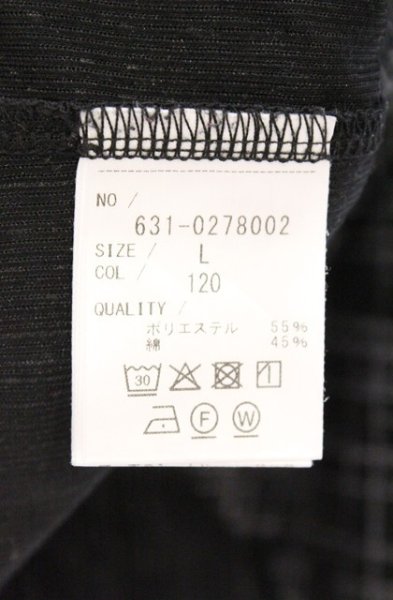 NO /
631-0278002
SIZE / L
COL / 120
QUALITY /
ポリエステル 55%
綿 45%
30
F W